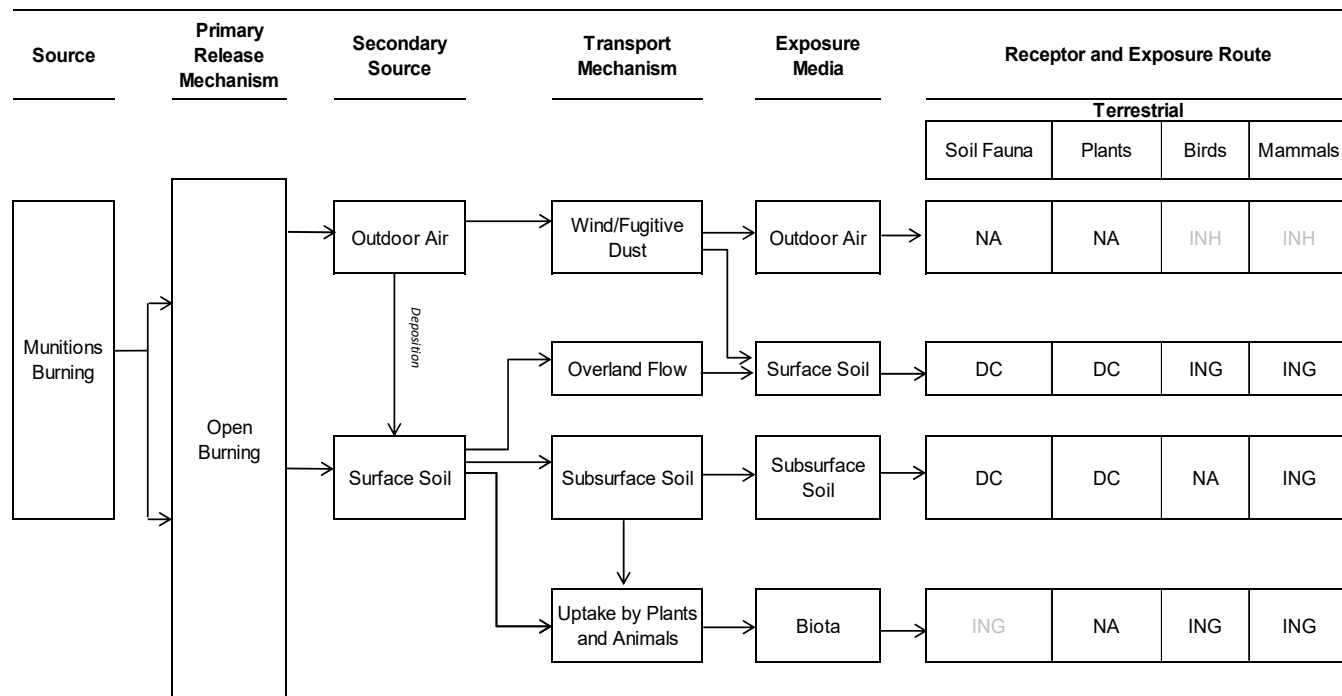 Source
Primary
Release
Mechanism
Secondary
Source
Transport
Mechanism
Exposure
Media
Receptor and Exposure Route
Terrestrial
Soil Fauna
Plants
Birds
Mammals
Munitions
Burning
Open
Burning
Outdoor Air
Wind/Fugitive
Dust
Outdoor Air
NA
NA
INH
INH
Deposition
Overland Flow
Surface Soil
DC
DC
ING
ING
Surface Soil
Subsurface Soil
Subsurface
Soil
DC
DC
NA
ING
Uptake by Plants
and Animals
Biota
ING
NA
ING
ING